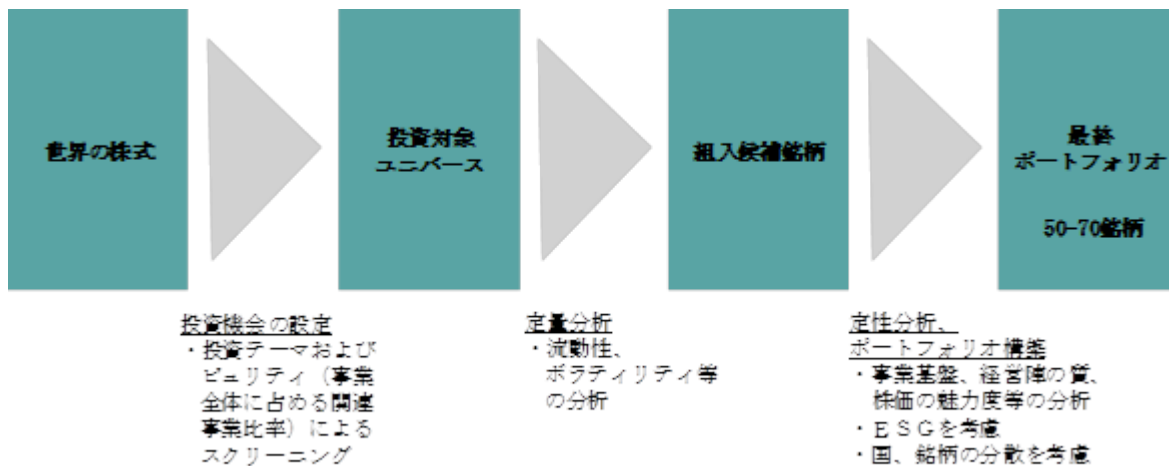 世界の株式
投資対象
ユニバース
組入候補銘柄
最終
ポートフォリオ
50-70銘柄
投資機会の設定
・投資テーマおよび
ピュリティ（事業
全体に占める関連
事業比率）による
スクリーニング
定量分析
・流動性、
ボラティリティ等
の分析
定性分析、
ポートフォリオ構築
・事業基盤、経営陣の質、
株価の魅力度等の分析
・ＥＳＧを考慮
・国、銘柄の分散を考慮